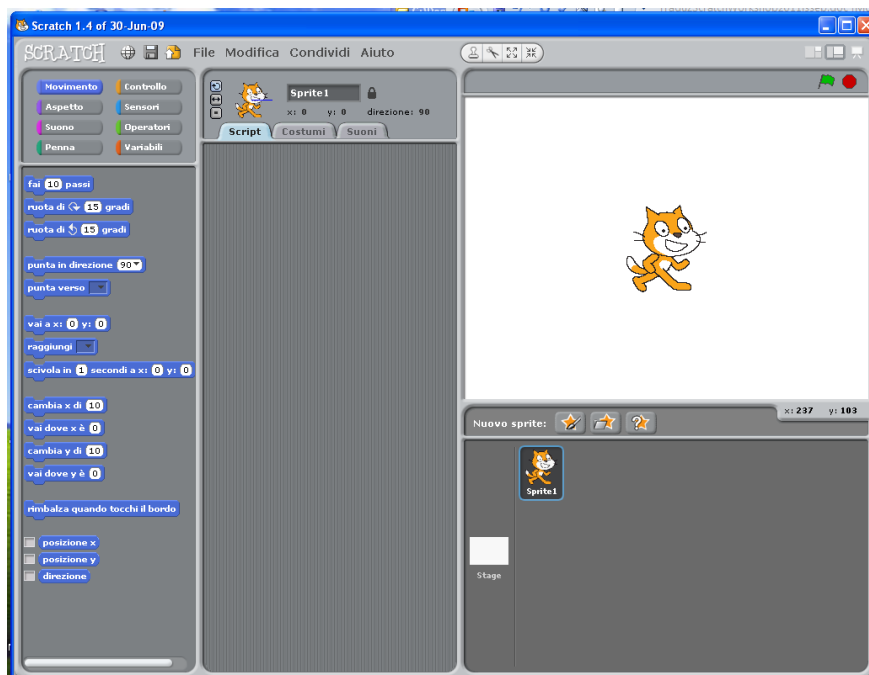 Scratch 1.4 of 30-Jun-09
SCRATCH File Modifica Condividi Aiuto
Movimento Controllo
Aspetto Sensori
Suono Operatori
Penna Variabili
Sprite1
x: 0 y: 0 direzione: 90
Script Costumi Suoni
fai 10 passi
ruota di 15 gradi
ruota di 15 gradi
punta in direzione 90
punta verso
vai a x: 0 y: 0
raggiungi
scivola in 1 secondi a x: 0 y: 0
cambia x di 10
vai dove x è 0
cambia y di 10
vai dove y è 0
rimbalza quando tocchi il bordo
posizione x
posizione y
direzione
x: 237 y: 103
Nuovo sprite:
Sprite1
Stage